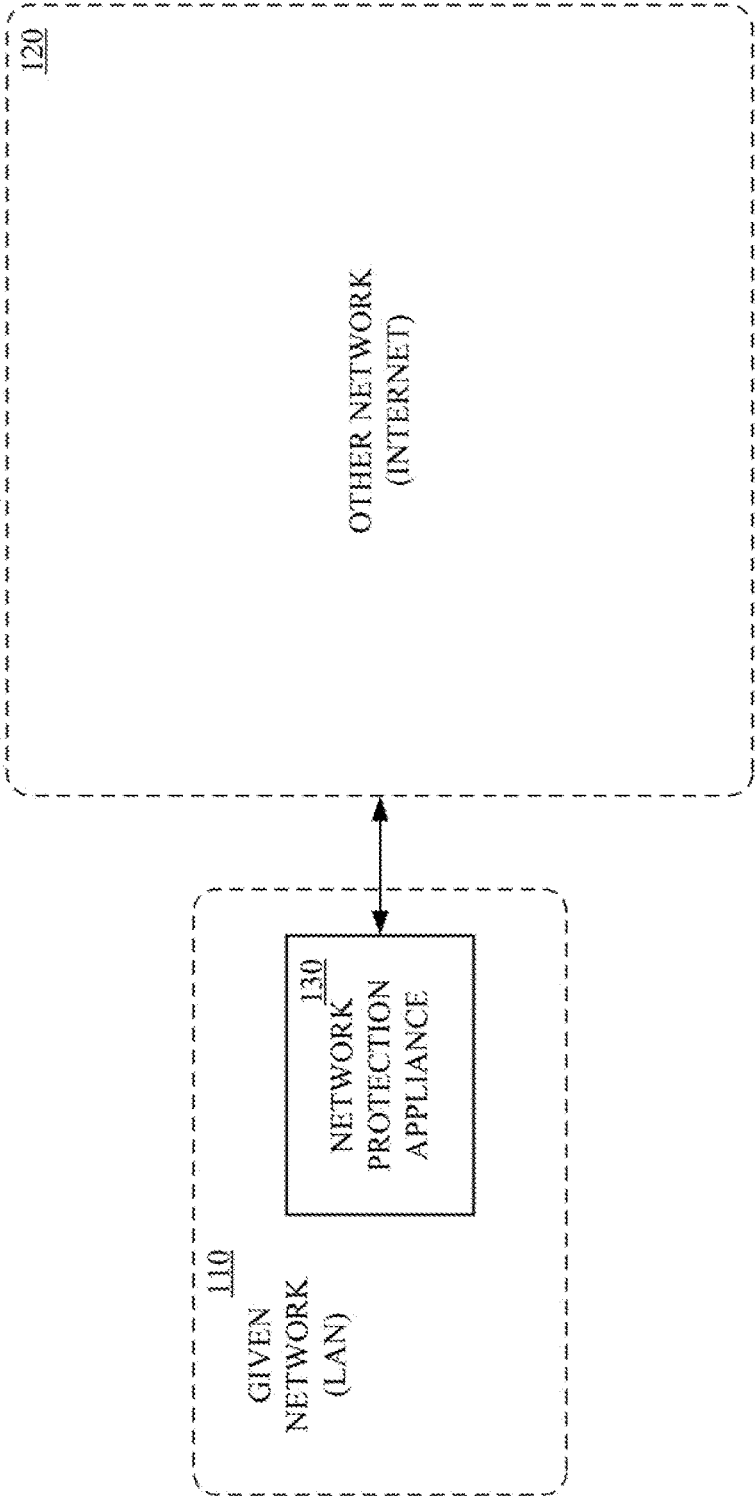 110
GIVEN
NETWORK
(LAN)
130
NETWORK
PROTECTION
APPLIANCE
120
OTHER NETWORK
(INTERNET)